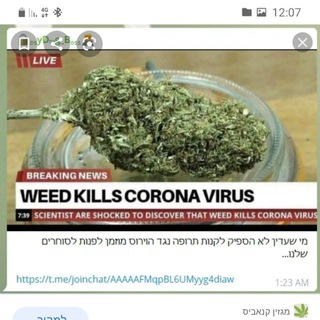 12:07
4G
LIVE
BREAKING NEWS
WEED KILLS CORONA VIRUS
7:39 SCIENTIST ARE SHOCKED TO DISCOVER THAT WEED KILLS CORONA VIRUS
מי שעדיין לא הספיק לקנות תרופה נגד הוירוס מוזמן לפנות לסוחרים
שלנו...
https://t.me/joinchat/AAAAAFMqpBL6UMyyg4diaw
1:23 AM
מגזין קנאביס